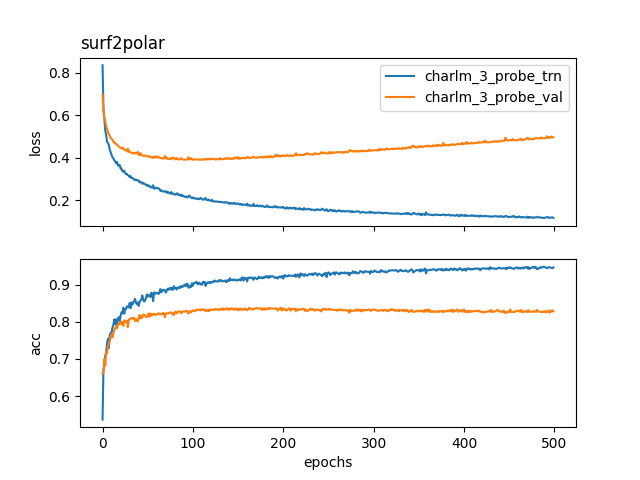 surf2polar
0.8
0.6
0.4
0.2
loss
charlm_3_probe_trn
charlm_3_probe_val
0.9
0.8
0.7
0.6
acc
0 100 200 300 400 500
epochs